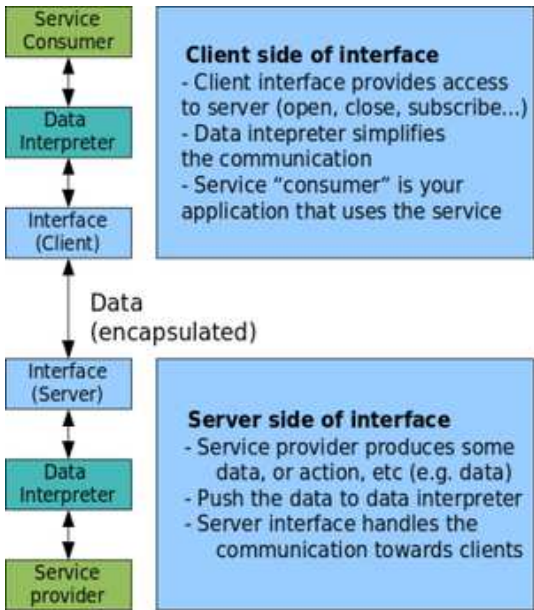 Service
Consumer
Data
Interpreter
Interface
(Client)
Client side of interface
- Client interface provides access
to server (open, close, subscribe...)
- Data intepreter simplifies
the communication
- Service “consumer” is your
application that uses the service
Data
(encapsulated)
Interface
(Server)
Data
Interpreter
Service
provider
Server side of interface
- Service provider produces some
data, or action, etc (e.g. data)
- Push the data to data interpreter
- Server interface handles the
communication towards clients